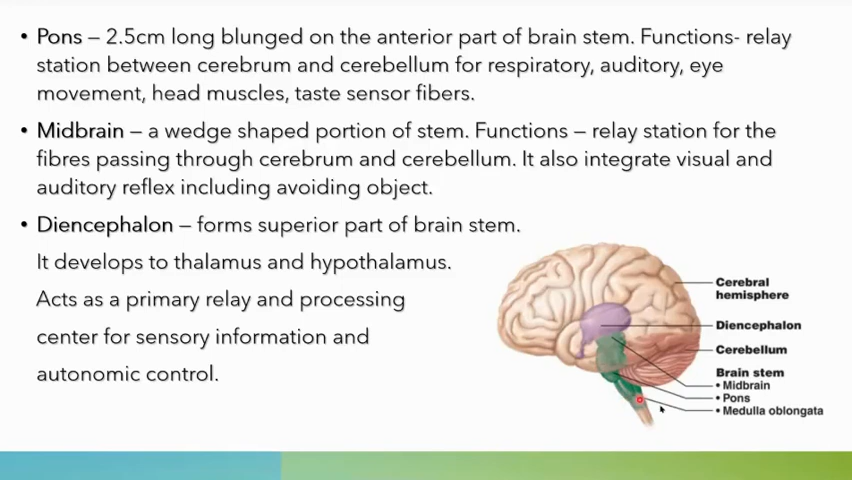 • Pons – 2.5cm long blunged on the anterior part of brain stem. Functions- relay
station between cerebrum and cerebellum for respiratory, auditory, eye
movement, head muscles, taste sensor fibers.
• Midbrain – a wedge shaped portion of stem. Functions – relay station for the
fibres passing through cerebrum and cerebellum. It also integrate visual and
auditory reflex including avoiding object.
• Diencephalon – forms superior part of brain stem.
It develops to thalamus and hypothalamus.
Acts as a primary relay and processing
center for sensory information and
autonomic control.
Cerebral
hemisphere
Diencephalon
Cerebellum
Brain stem
• Midbrain
• Pons
• Medulla oblongata